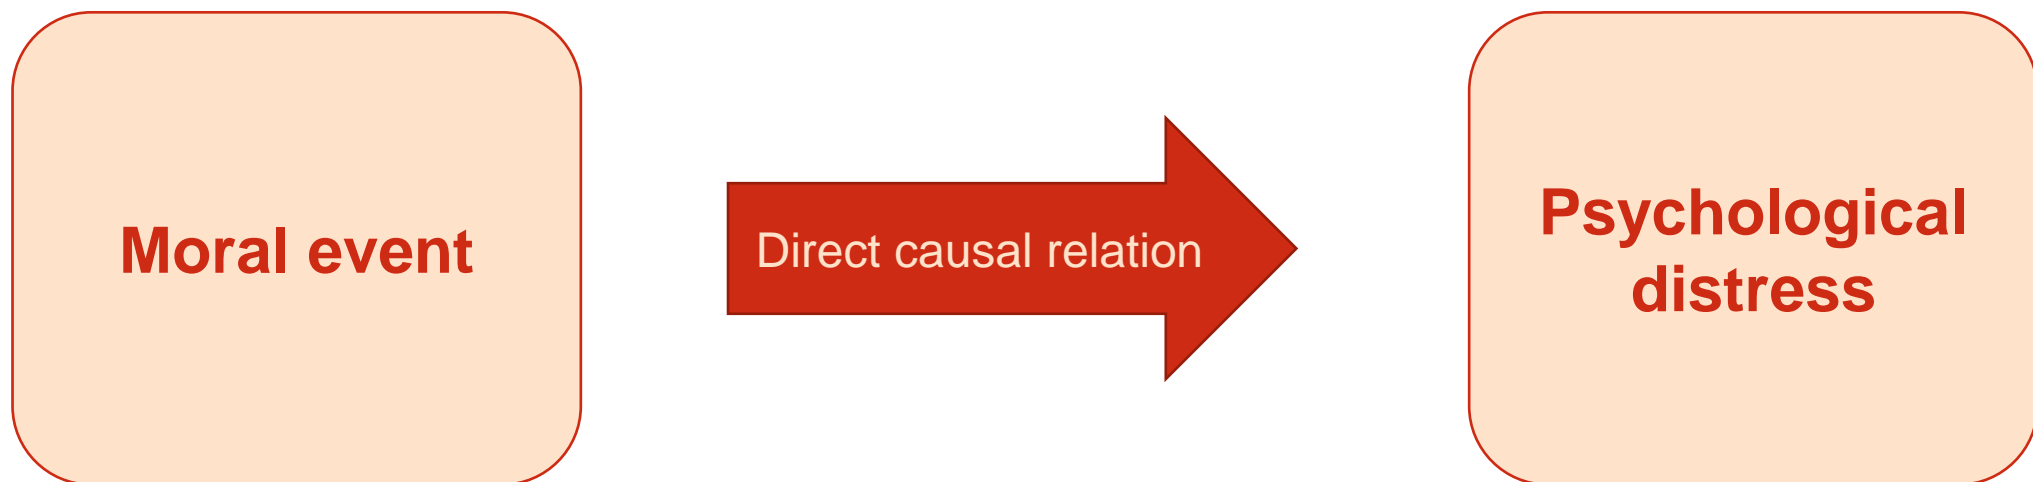 Moral event
Direct causal relation
Psychological
distress